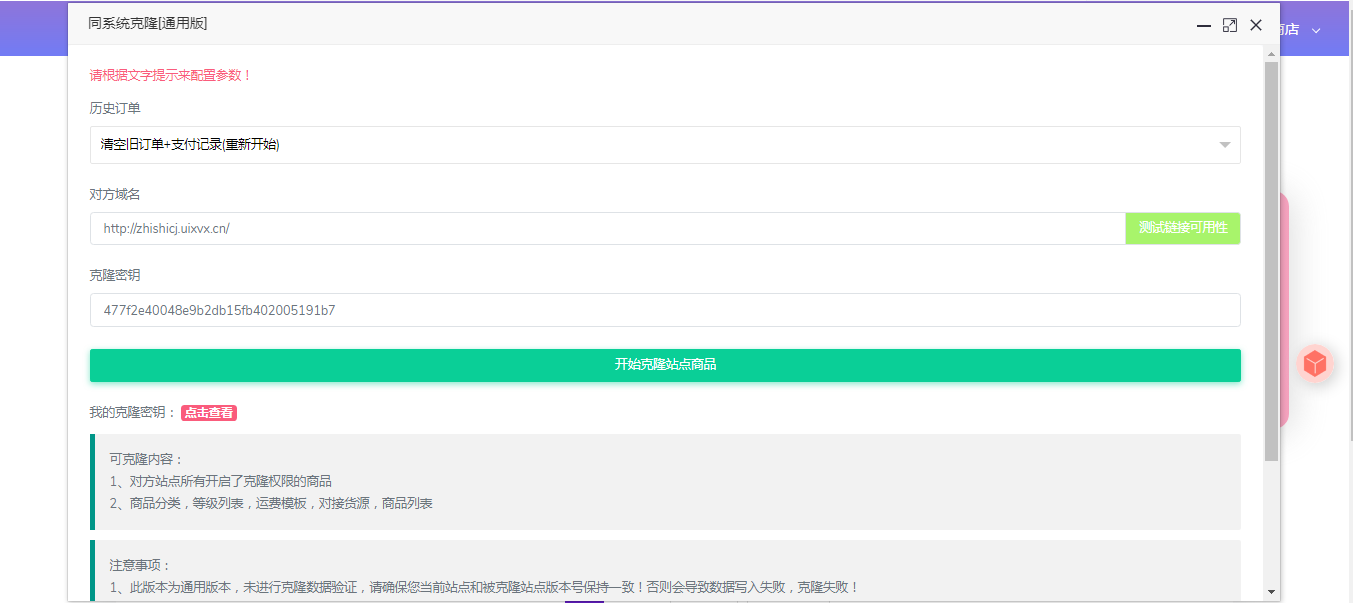 同系统克隆[通用版]
商店
请根据文字提示来配置参数！
历史订单
清空旧订单+支付记录(重新开始)
对方域名
http://zhishicj.uixvx.cn/
测试链接可用性
克隆密钥
477f2e40048e9b2db15fb402005191b7
开始克隆站点商品
我的克隆密钥： 点击查看
可克隆内容：
1、对方站点所有开启了克隆权限的商品
2、商品分类，等级列表，运费模板，对接货源，商品列表
注意事项：
1、此版本为通用版本，未进行克隆数据验证，请确保您当前站点和被克隆站点版本号保持一致！否则会导致数据写入失败，克隆失败！